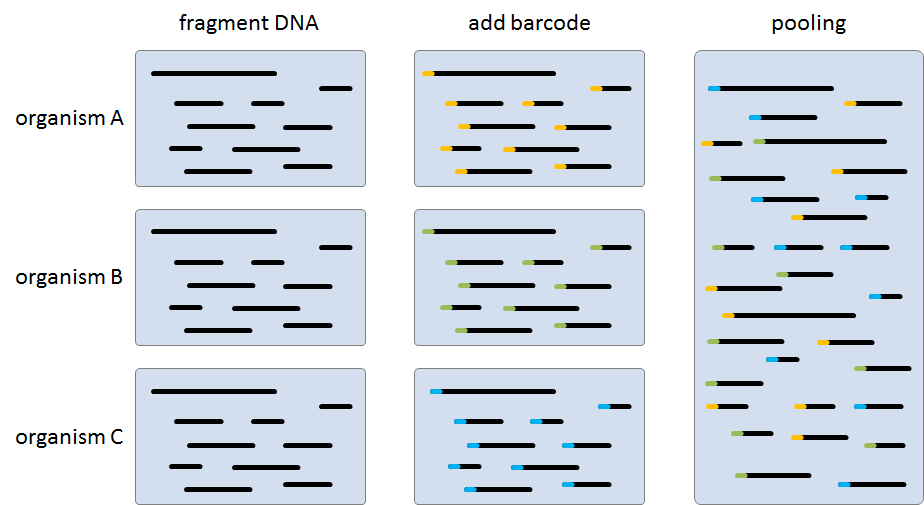 fragment DNA
add barcode
pooling
organism A
organism B
organism C